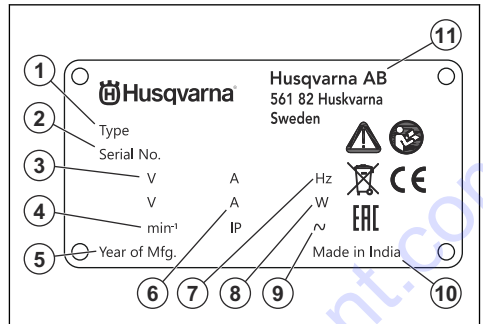 11
1
Husqvarna
Husqvarna AB
561 82 Huskvarna
Sweden
2
Type
Serial No.
3
V A Hz
CE
V A W
4
min-¹ IP ~
EAC
5
Year of Mfg.
Made in India
6 7 8 9 10